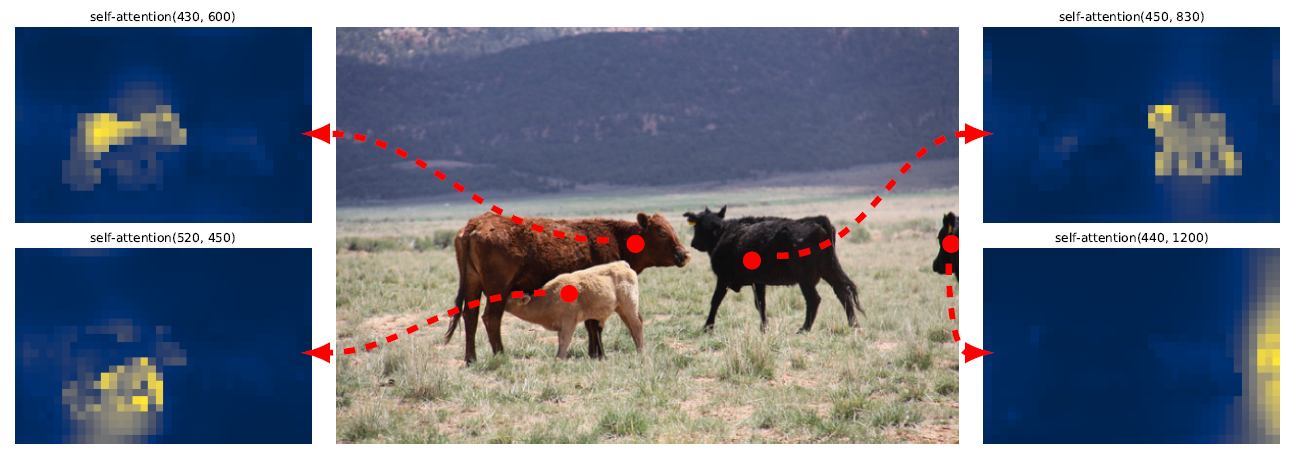 self-attention(430, 600)
self-attention(450, 830)
self-attention(520, 450)
self-attention(440, 1200)